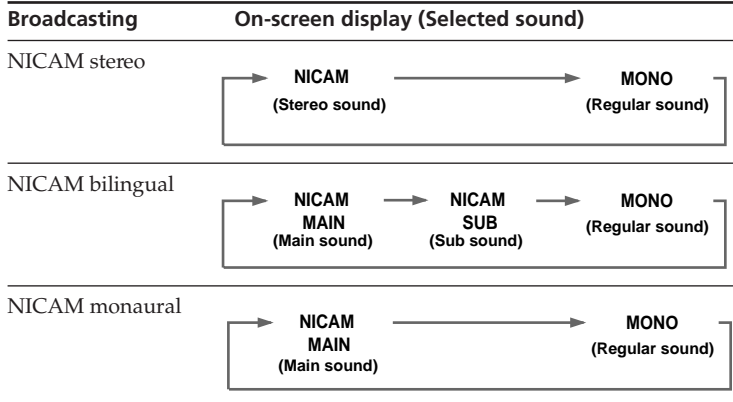 Broadcasting On-screen display (Selected sound)
NICAM stereo
NICAM MONO
(Stereo sound) (Regular sound)
NICAM bilingual
NICAM NICAM MONO
MAIN SUB
(Main sound) (Sub sound) (Regular sound)
NICAM monaural
NICAM MONO
MAIN
(Main sound) (Regular sound)